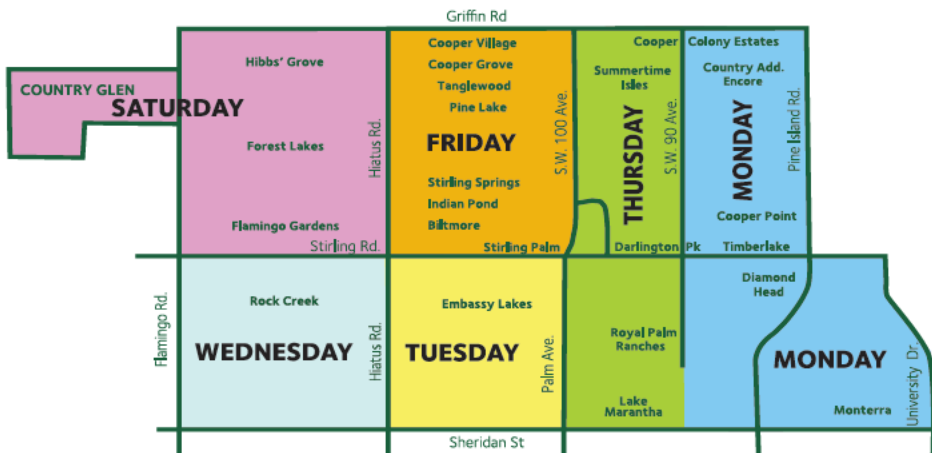 Griffin Rd
COUNTRY GLEN
SATURDAY
Hibbs' Grove
Forest Lakes
Flamingo Gardens
Stirling Rd.
Hiatus Rd.
Cooper Village
Cooper Grove
Tanglewood
Pine Lake
FRIDAY
Stirling Springs
Indian Pond
Biltmore
Stirling Palm
S.W. 100 Ave.
Cooper Colony Estates
Summertime
Isles
THURSDAY
S.W. 90 Ave.
Darlington Pk
Country Add.
Encore
MONDAY
Pine Island Rd.
Cooper Point
Timberlake
Flamingo Rd.
Rock Creek
WEDNESDAY
Hiatus Rd.
Embassy Lakes
TUESDAY
Palm Ave.
Royal Palm
Ranches
Lake
Marantha
Diamond
Head
MONDAY
University Dr.
Monterra
Sheridan St